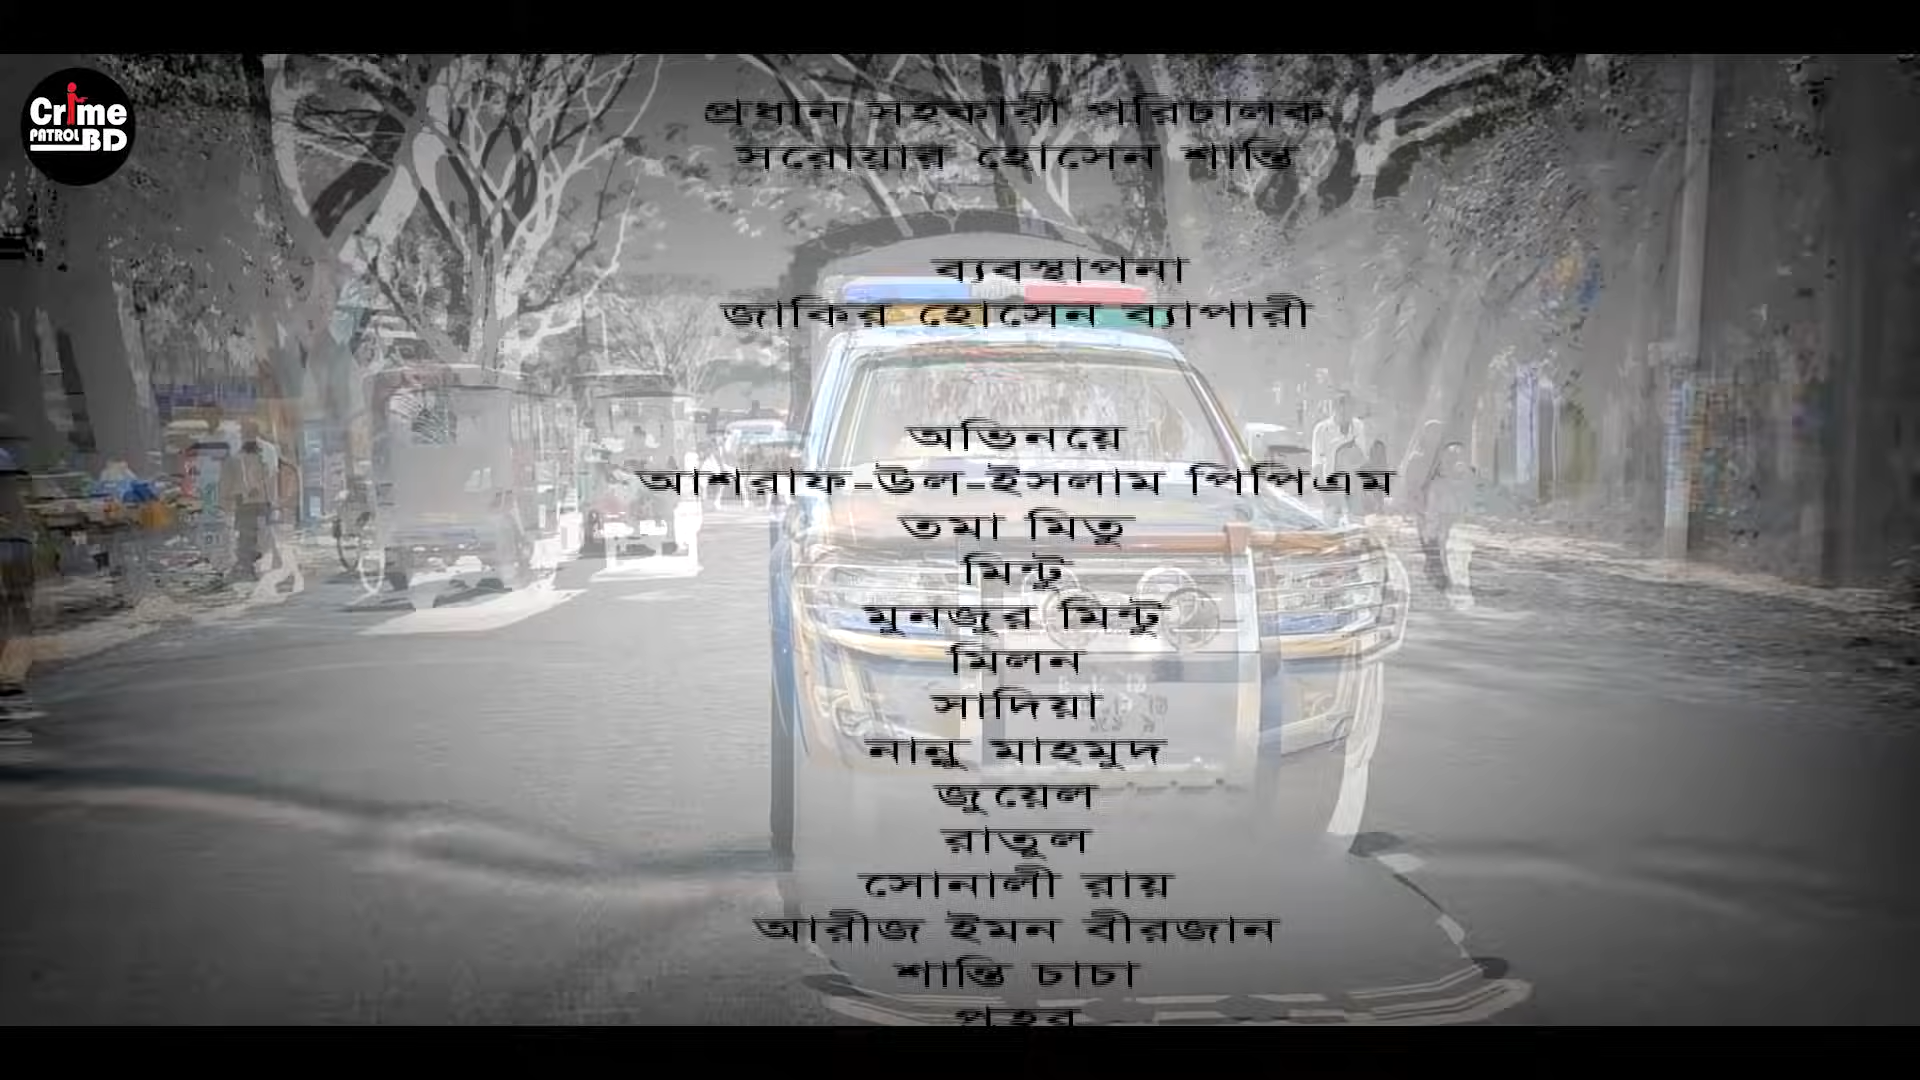 Crime
PATROL BD
প্রধান সহকারী পরিচালক
সরোয়ার হোসেন শান্তি
ব্যবস্থাপনা
জাকির হোসেন ব্যাপারী
অভিনয়ে
আশরাফ-উল-ইসলাম পিপিএম
তমা মিতু
মিন্টু
মুনজুর মিন্টু
মিলন
সাদিয়া
নানু মাহমুদ
জুয়েল
রাতুল
সোনালী রায়
আরীজ ইমন বীরজান
শান্তি চাচা